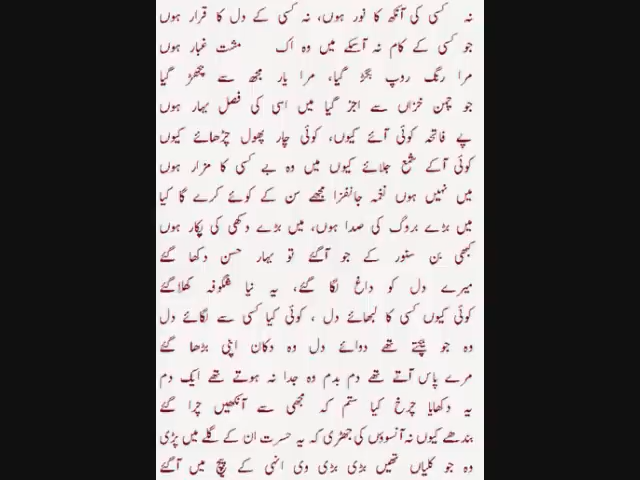 نہ کسی کی آنکھ کا نور ہوں، نہ کسی کے دل کا قرار ہوں
جو کسی کے کام نہ آسکے میں وہ اک مشت غبار ہوں
مرا رنگ روپ بگڑ گیا، مرا یار مجھ سے بچھڑ گیا
جو چمن خزاں سے اجڑ گیا میں اسی کی فصل بہار ہوں
پے فاتحہ کوئی آئے کیوں، کوئی چار پھول چڑھائے کیوں
کوئی آکے شمع جلائے کیوں میں وہ بے کسی کا مزار ہوں
میں نہیں ہوں نغمہ جانفزا مجھے سن کے کوئے کرے گا کیا
میں بڑے بروگ کی صدا ہوں، میں بڑے دکھی کی پکار ہوں
کبھی بن سنور کے جو آگئے تو بہار حسن دکھا گئے
میرے دل کو داغ لگا گئے، یہ نیا شگوفہ کھلا گئے
کوئی کیوں کسی کا لبھائے دل ، کوئی کیا کسی سے لگائے دل
وہ جو بیچتے تھے دوائے دل وہ دکان اپنی بڑھا گئے
مرے پاس آتے تھے دم بدم وہ جدا نہ ہوتے تھے ایک دم
یہ دکھایا چرخ کیا ستم کہ مجھی سے آنکھیں چرا گئے
بندھے کیوں نہ آنسوؤں کی جھڑی کہ یہ حسرت ان کے گلے میں پڑی
وہ جو کلیاں تھیں بڑی بڑی وی انہی کے پیچ میں آگئے